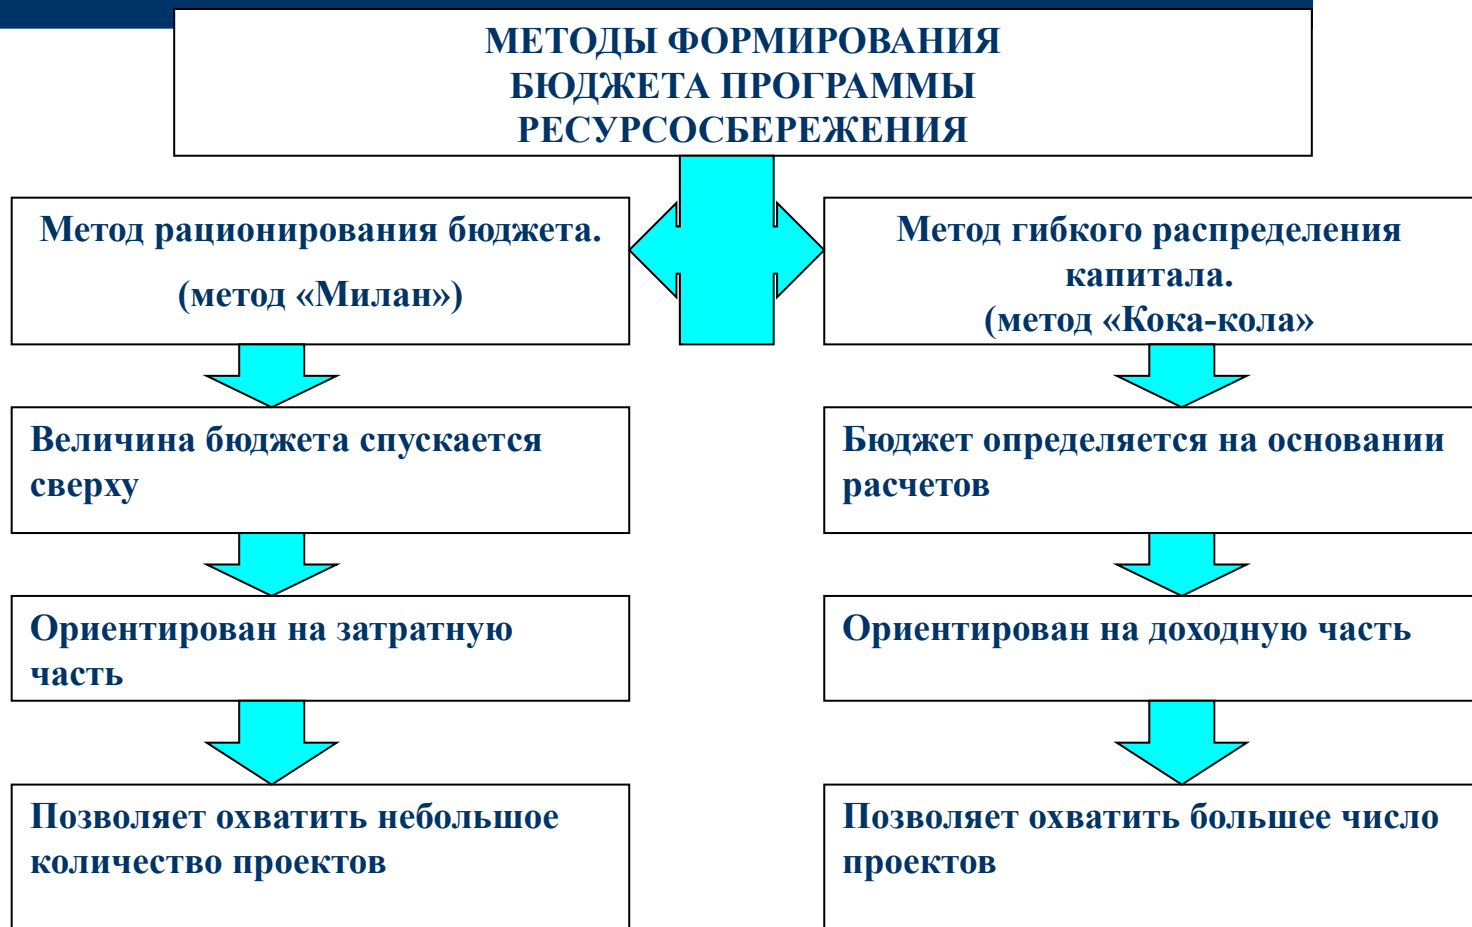 МЕТОДЫ ФОРМИРОВАНИЯ
БЮДЖЕТА ПРОГРАММЫ
РЕСУРСОСБЕРЕЖЕНИЯ
Метод рационирования бюджета.
(метод «Милан»)
Метод гибкого распределения
капитала.
(метод «Кока-кола»
Величина бюджета спускается
сверху
Бюджет определяется на основании
расчетов
Ориентирован на затратную
часть
Ориентирован на доходную часть
Позволяет охватить небольшое
количество проектов
Позволяет охватить большее число
проектов